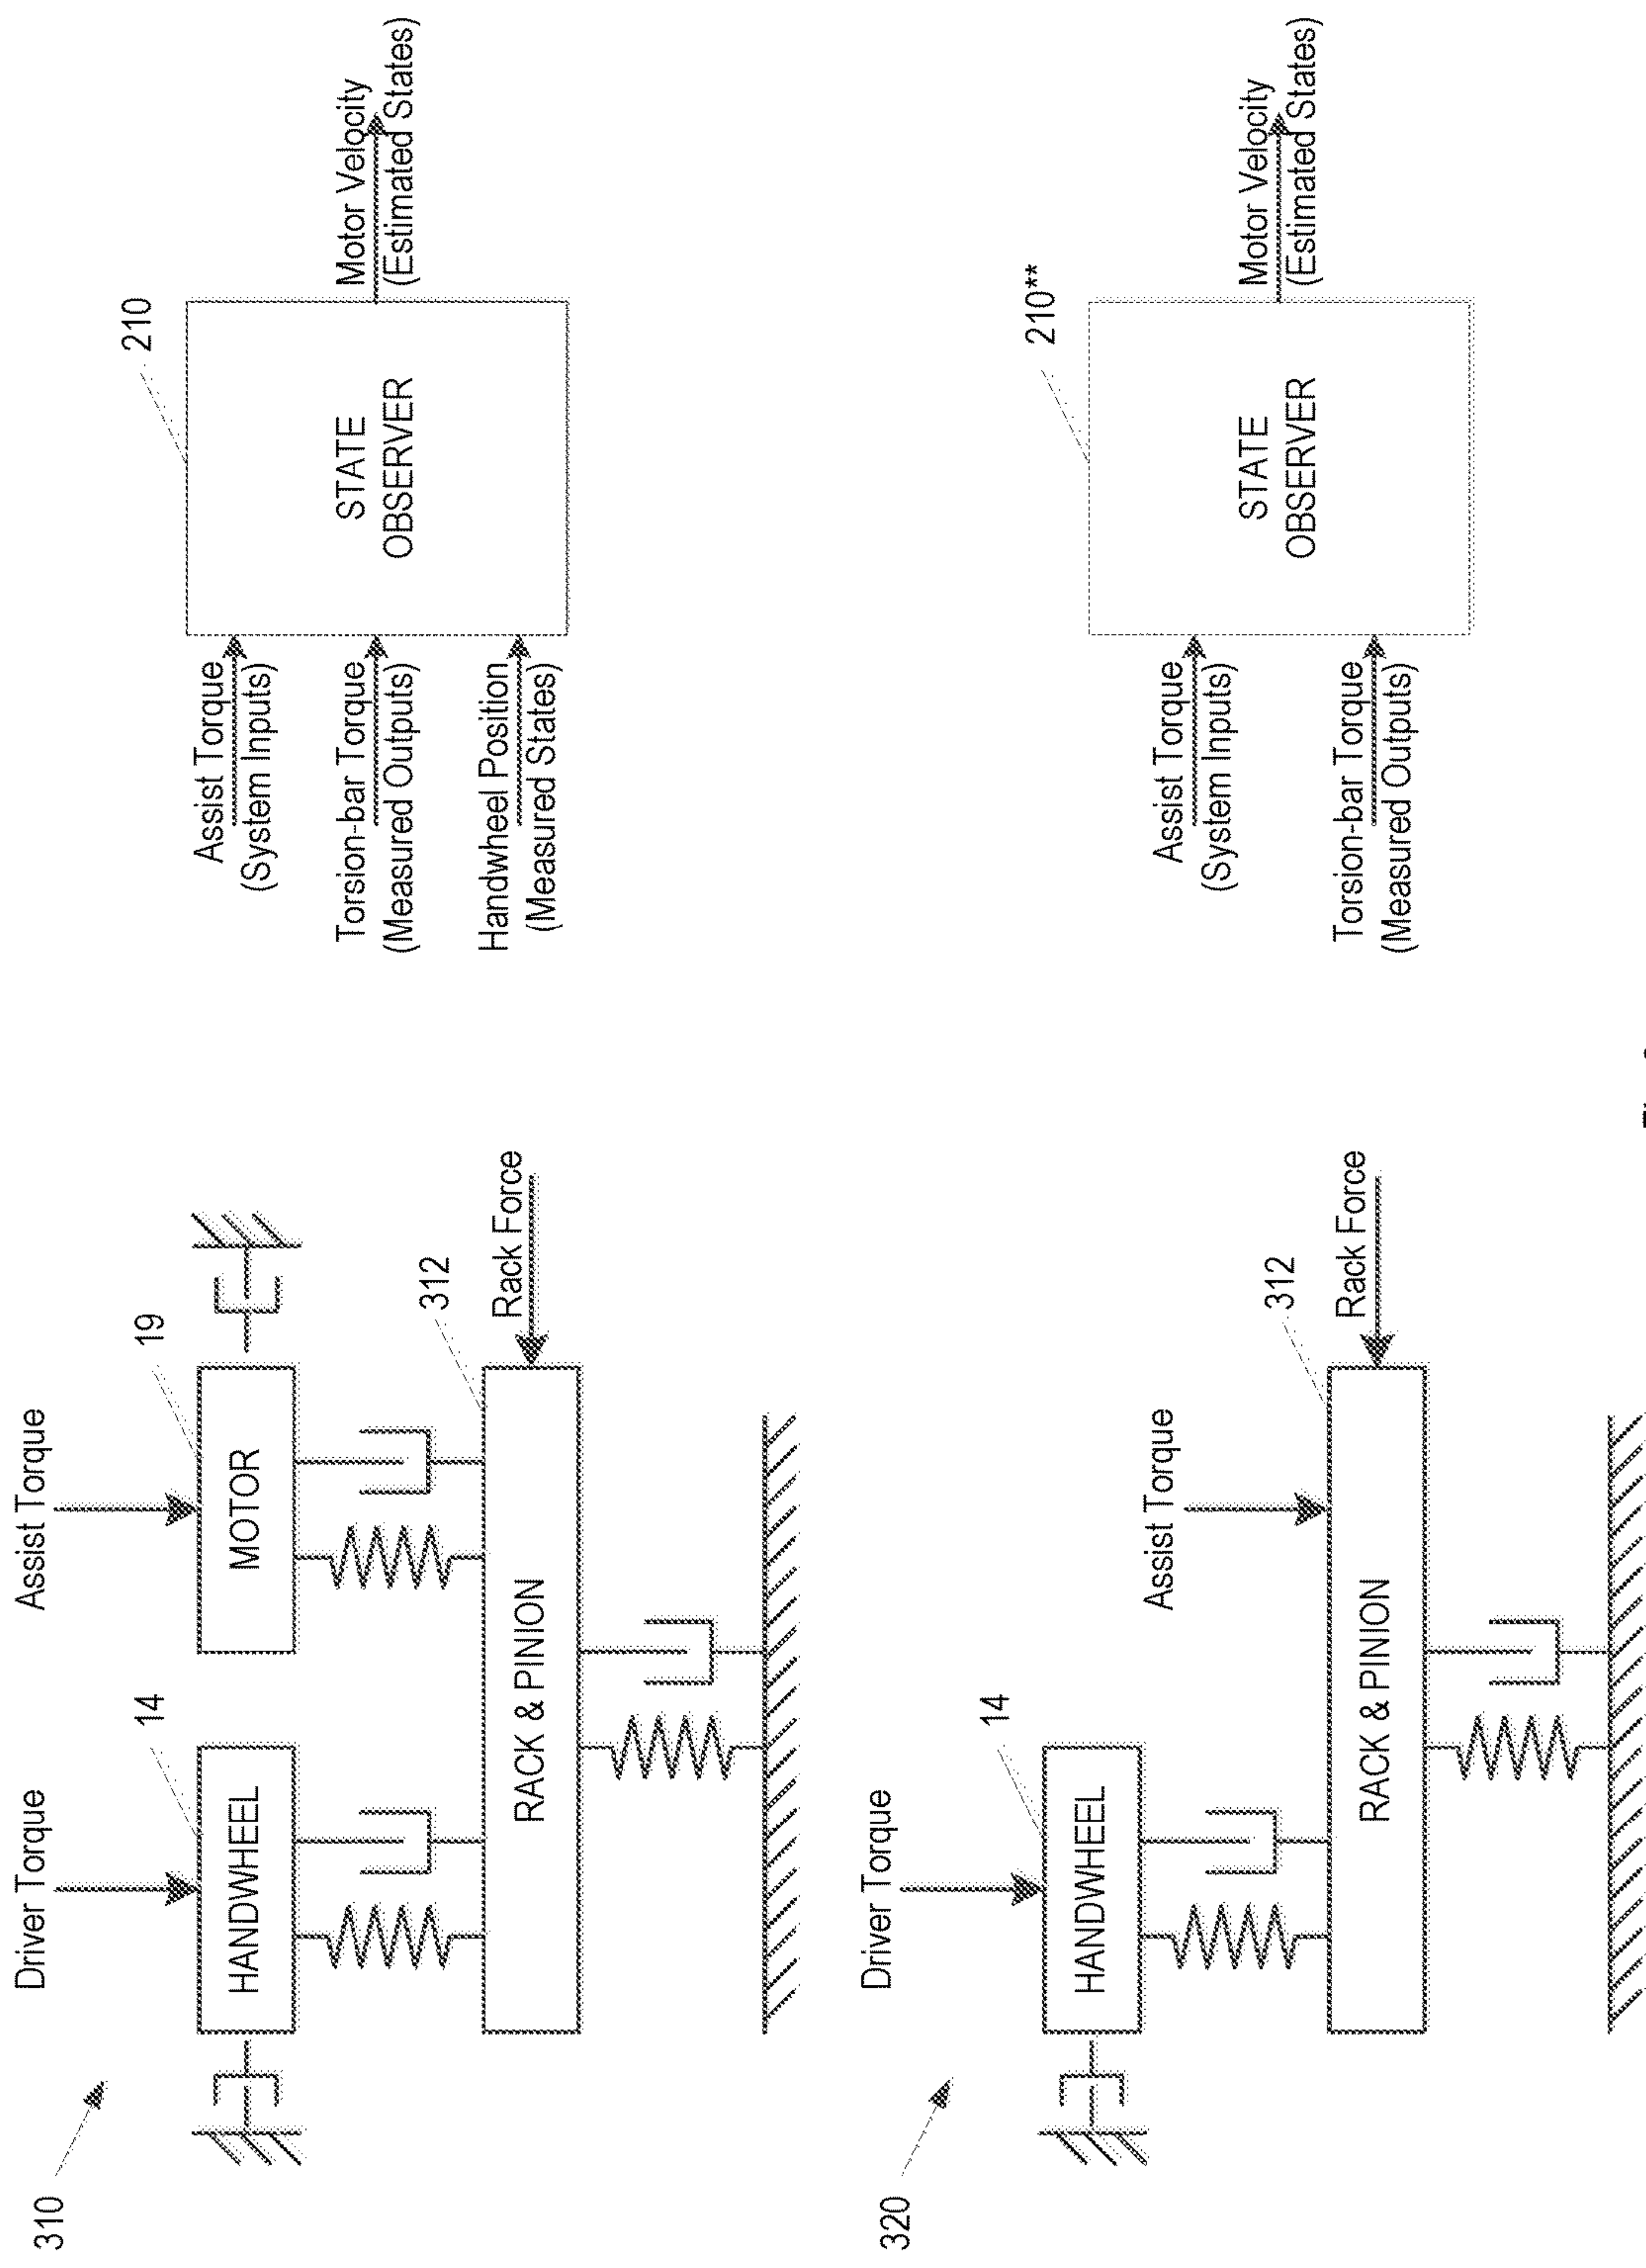 310
Driver Torque
14
HANDWHEEL
Assist Torque
19
MOTOR
312
RACK & PINION
Rack Force
Assist Torque
(System Inputs)
Torsion-bar Torque
(Measured Outputs)
Handwheel Position
(Measured States)
210
STATE
OBSERVER
Motor Velocity
(Estimated States)
320
Driver Torque
14
HANDWHEEL
Assist Torque
312
RACK & PINION
Rack Force
Assist Torque
(System Inputs)
Torsion-bar Torque
(Measured Outputs)
210**
STATE
OBSERVER
Motor Velocity
(Estimated States)